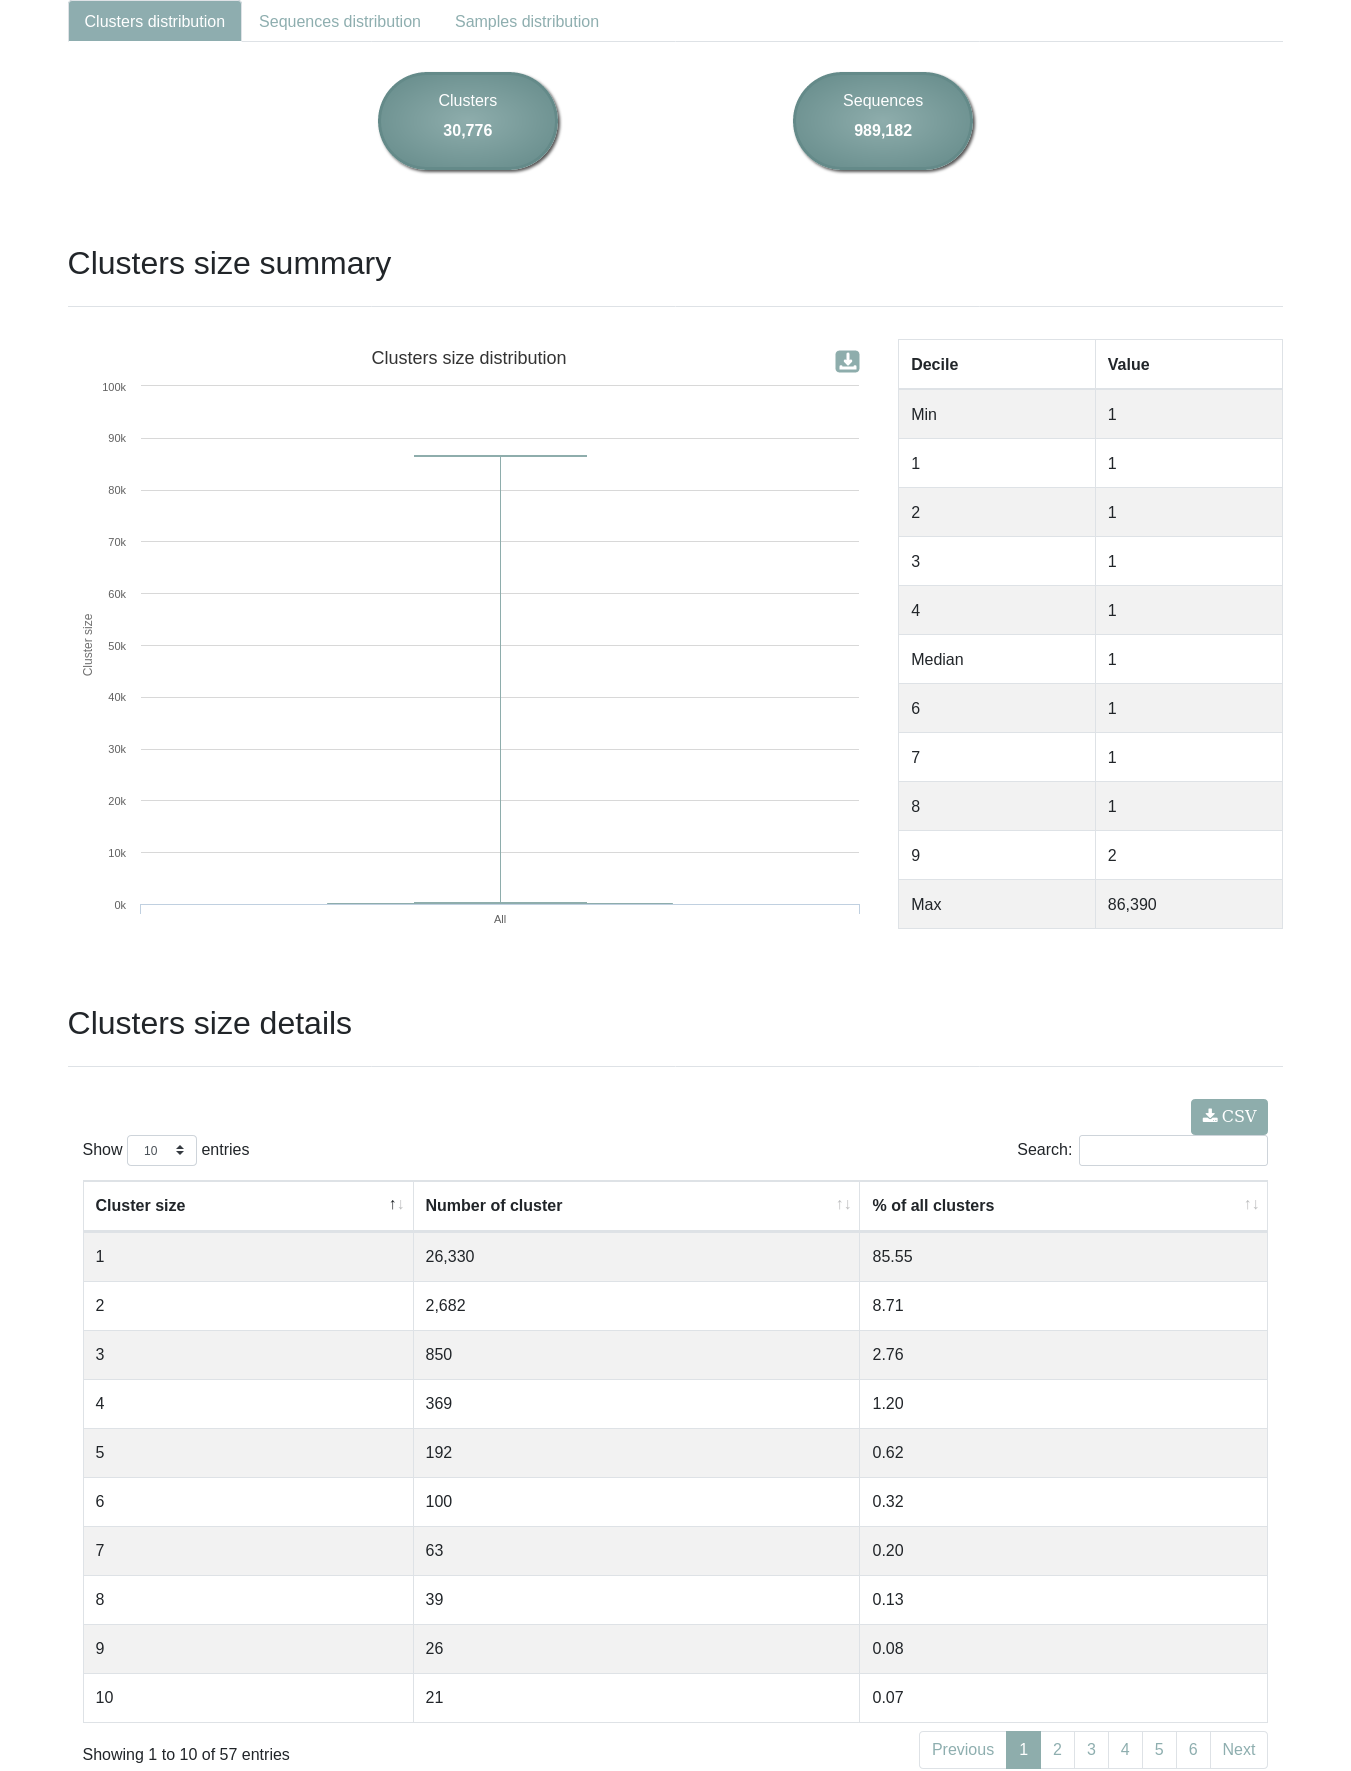 Clusters distribution Sequences distribution Samples distribution
Clusters Sequences
30,776 989,182
Clusters size summary
Clusters size distribution
100k
90k
80k
70k
60k
50k
40k
30k
20k
10k
0k
Cluster size
All
Decile Value
Min 1
1 1
2 1
3 1
4 1
Median 1
6 1
7 1
8 1
9 2
Max 86,390
Clusters size details
CSV
Show 10 entries Search:
Cluster size ↑↓ Number of cluster ↑↓ % of all clusters ↑↓
1 26,330 85.55
2 2,682 8.71
3 850 2.76
4 369 1.20
5 192 0.62
6 100 0.32
7 63 0.20
8 39 0.13
9 26 0.08
10 21 0.07
Showing 1 to 10 of 57 entries Previous 1 2 3 4 5 6 Next